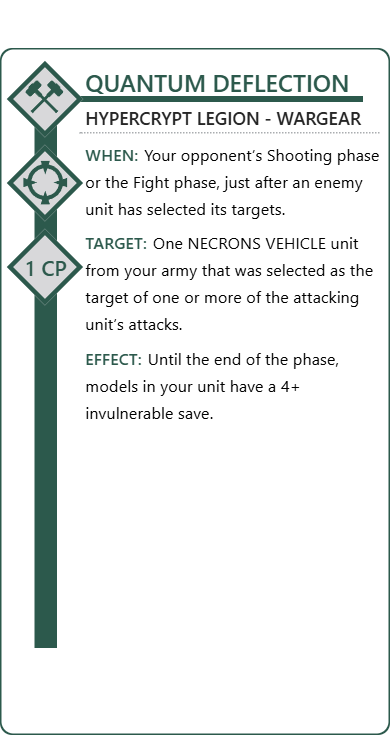 QUANTUM DEFLECTION
HYPERCRYPT LEGION - WARGEAR
WHEN: Your opponent’s Shooting phase
or the Fight phase, just after an enemy
unit has selected its targets.
1 CP
TARGET: One NECRONS VEHICLE unit
from your army that was selected as the
target of one or more of the attacking
unit’s attacks.
EFFECT: Until the end of the phase,
models in your unit have a 4+
invulnerable save.